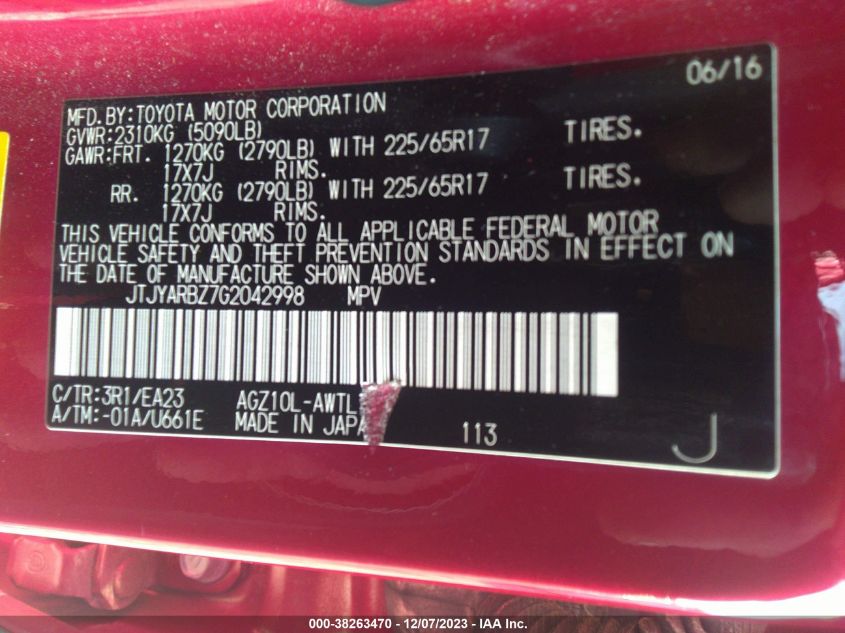 06/16
MFD.BY:TOYOTA MOTOR CORPORATION
GVWR:2310KG (5090LB)
GAWR:FRT. 1270KG (2790LB) WITH 225/65R17 TIRES.
17X7J RIMS.
RR. 1270KG (2790LB) WITH 225/65R17 TIRES.
17X7J RIMS.
THIS VEHICLE CONFORMS TO ALL APPLICABLE FEDERAL MOTOR
VEHICLE SAFETY AND THEFT PREVENTION STANDARDS IN EFFECT ON
THE DATE OF MANUFACTURE SHOWN ABOVE.
JTJYARBZ7G2042998 MPV
C/TR:3R1/EA23 AGZ10L-AWTL
A/TM:-01A/U661E MADE IN JAPA
113
J
000-38263470 - 12/07/2023 - IAA Inc.